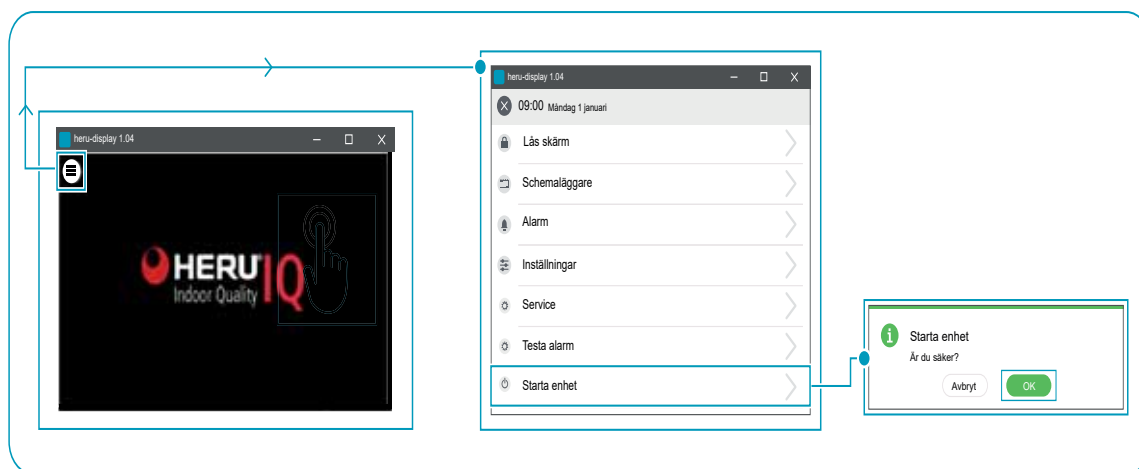 heru-display 1.04
HERU® IQ
Indoor Quality
heru-display 1.04
09:00 Måndag 1 januari
Lås skärm
Schemaläggare
Alarm
Inställningar
Service
Testa alarm
Starta enhet
Starta enhet
Är du säker?
Avbryt
OK